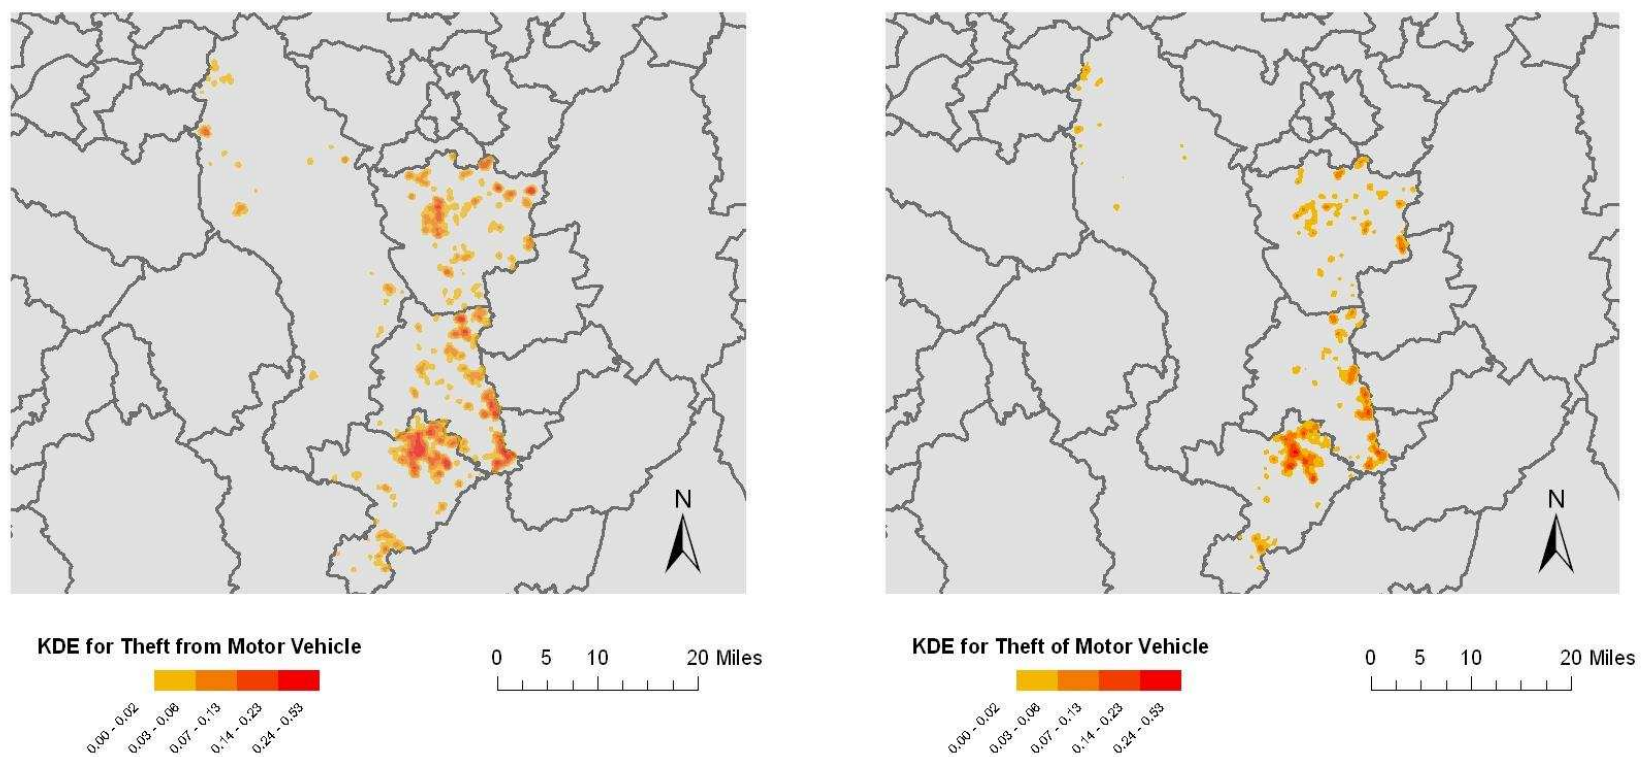 N
N
KDE for Theft from Motor Vehicle
0 5 10 20 Miles
0.00 - 0.02
0.03 - 0.06
0.07 - 0.13
0.14 - 0.23
0.24 - 0.53
KDE for Theft of Motor Vehicle
0 5 10 20 Miles
0.00 - 0.02
0.03 - 0.06
0.07 - 0.13
0.14 - 0.23
0.24 - 0.53